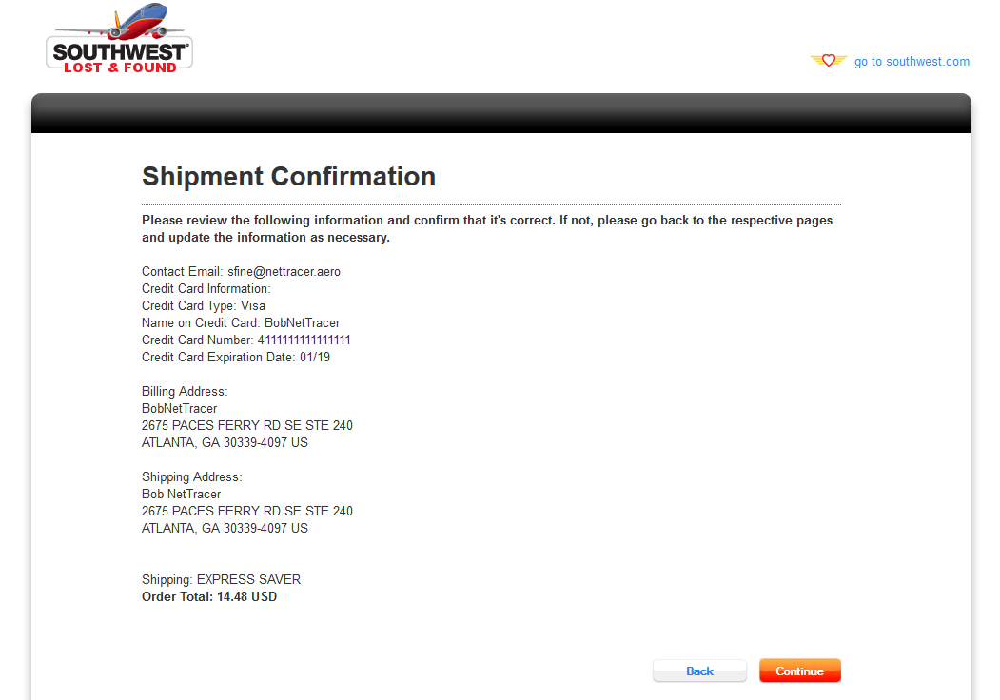 SOUTHWEST®
LOST & FOUND
go to southwest.com
Shipment Confirmation
Please review the following information and confirm that it's correct. If not, please go back to the respective pages
and update the information as necessary.
Contact Email: sfine@nettracer.aero
Credit Card Information:
Credit Card Type: Visa
Name on Credit Card: BobNetTracer
Credit Card Number: 4111111111111111
Credit Card Expiration Date: 01/19
Billing Address:
BobNetTracer
2675 PACES FERRY RD SE STE 240
ATLANTA, GA 30339-4097 US
Shipping Address:
Bob NetTracer
2675 PACES FERRY RD SE STE 240
ATLANTA, GA 30339-4097 US
Shipping: EXPRESS SAVER
Order Total: 14.48 USD
Back
Continue